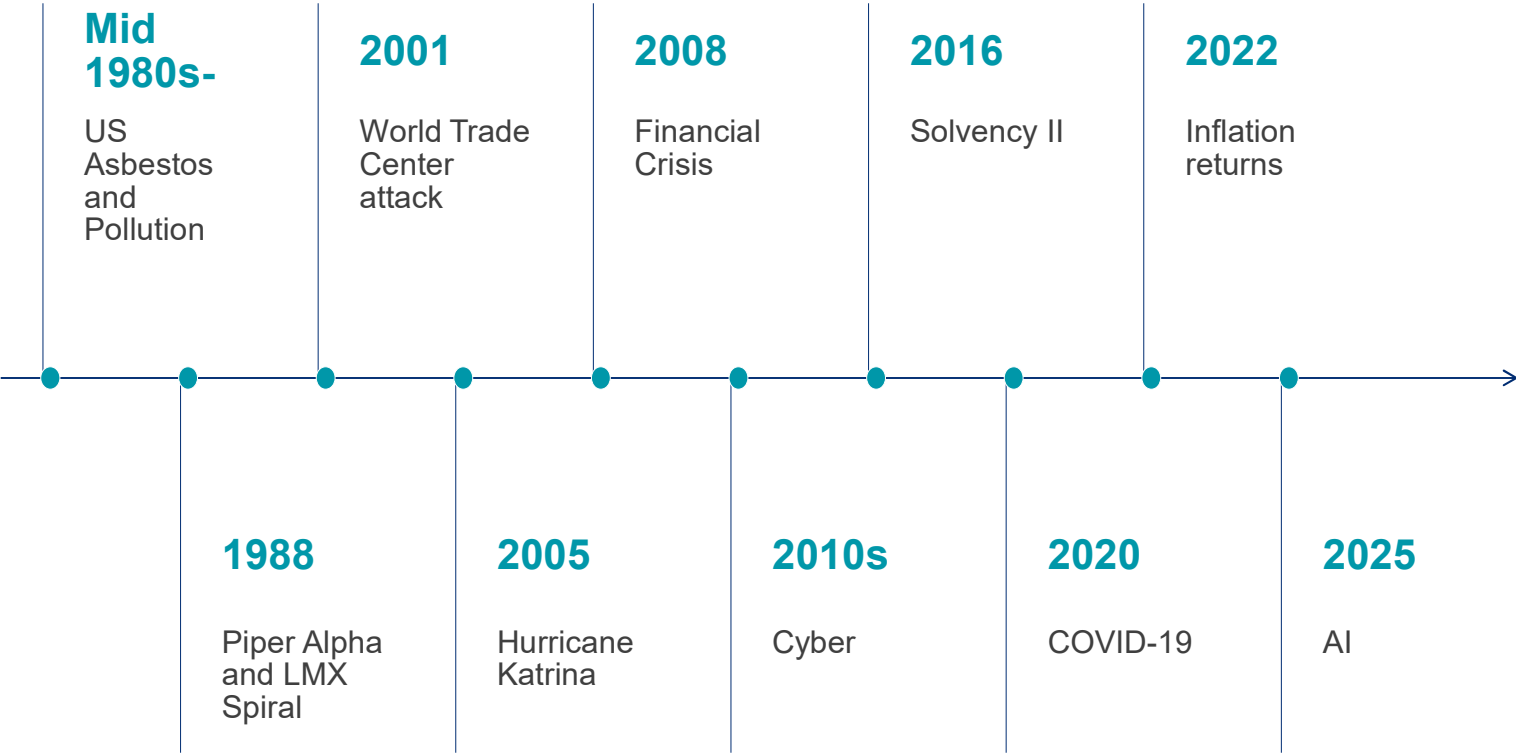 Mid
1980s-
US
Asbestos
and
Pollution
2001
World Trade
Center
attack
2008
Financial
Crisis
2016
Solvency II
2022
Inflation
returns
1988
Piper Alpha
and LMX
Spiral
2005
Hurricane
Katrina
2010s
Cyber
2020
COVID-19
2025
AI